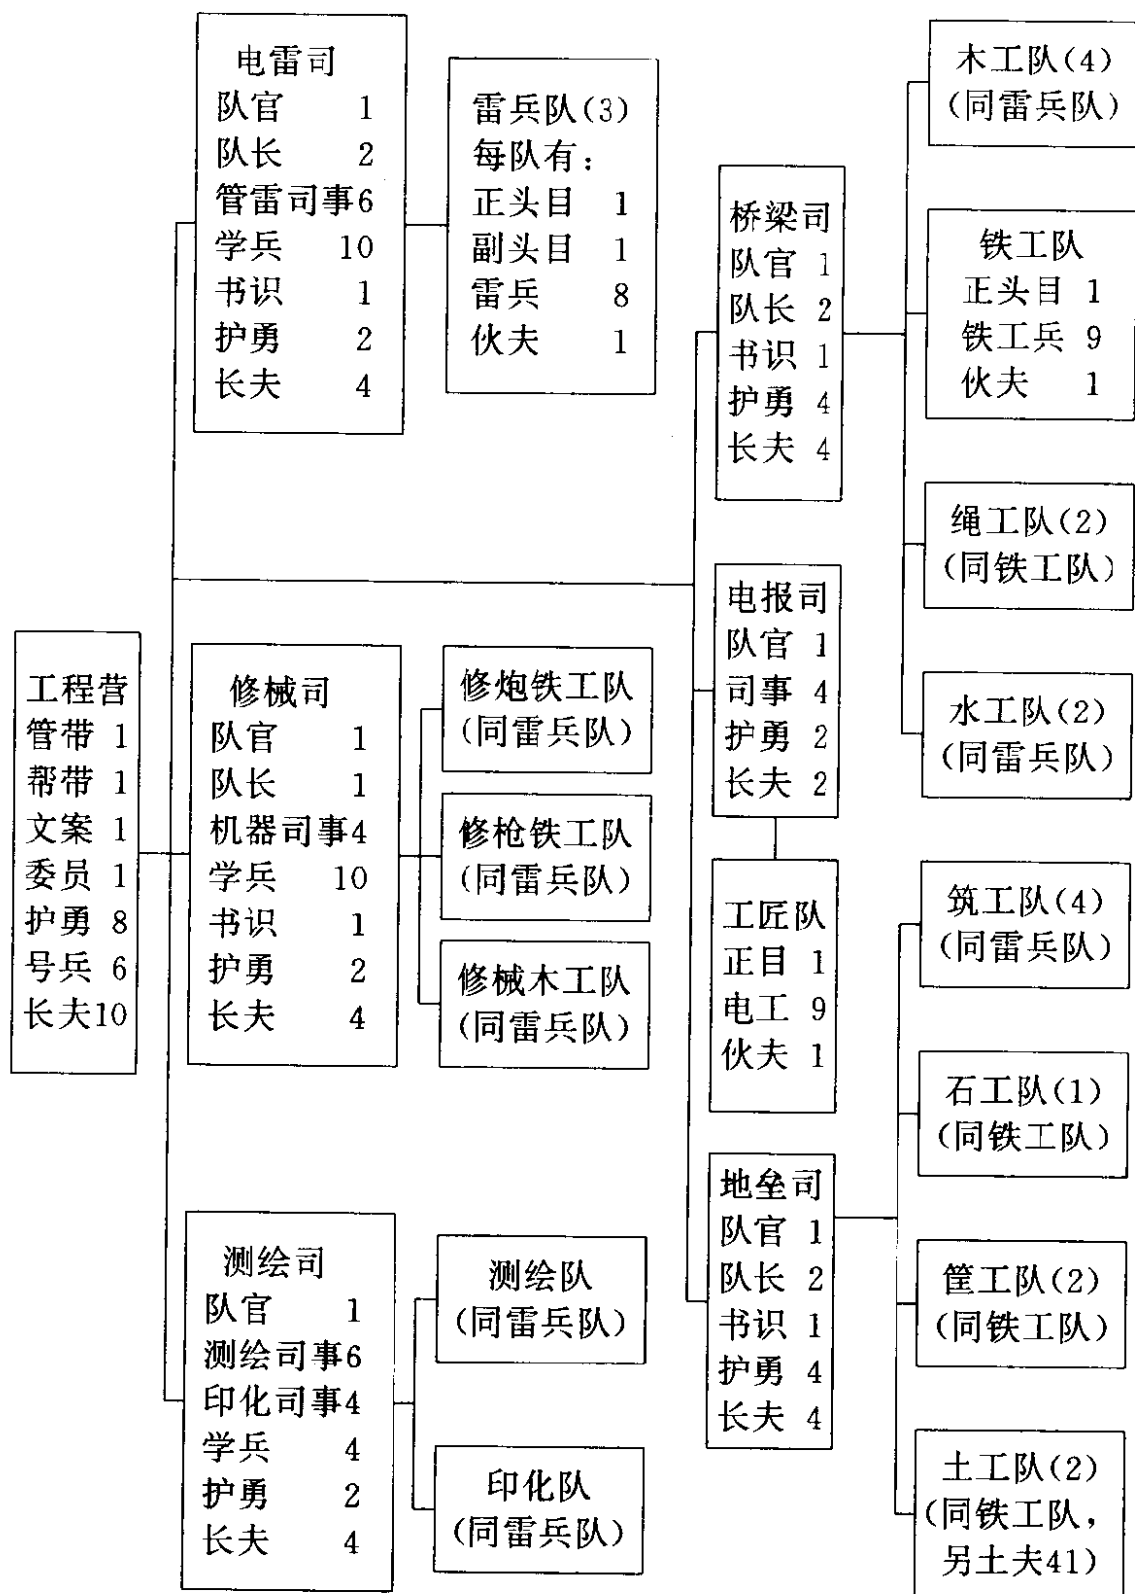 工程营
管带 1
帮带 1
文案 1
委员 1
护勇 8
号兵 6
长夫10
电雷司
队官 1
队长 2
管雷司事6
学兵 10
书识 1
护勇 2
长夫 4
雷兵队(3)
每队有:
正头目 1
副头目 1
雷兵 8
伙夫 1
修械司
队官 1
队长 1
机器司事4
学兵 10
书识 1
护勇 2
长夫 4
修炮铁工队
(同雷兵队)
修枪铁工队
(同雷兵队)
修械木工队
(同雷兵队)
测绘司
队官 1
测绘司事6
印化司事4
学兵 4
护勇 2
长夫 4
测绘队
(同雷兵队)
印化队
(同雷兵队)
桥梁司
队官 1
队长 2
书识 1
护勇 4
长夫 4
木工队(4)
(同雷兵队)
铁工队
正头目 1
铁工兵 9
伙夫 1
绳工队(2)
(同铁工队)
水工队(2)
(同雷兵队)
电报司
队官 1
司事 4
护勇 2
长夫 2
工匠队
正目 1
电工 9
伙夫 1
地垒司
队官 1
队长 2
书识 1
护勇 4
长夫 4
筑工队(4)
(同雷兵队)
石工队(1)
(同铁工队)
筐工队(2)
(同铁工队)
土工队(2)
(同铁工队,
另土夫41)